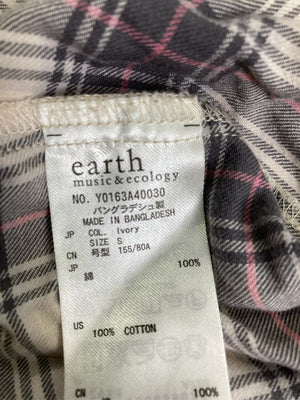 earth
music & ecology
NO. Y0163A40030
バングラデシュ製
MADE IN BANGLADESH
JP COL. Ivory
SIZE S
CN 号型 155/80A
JP 綿 100%
US 100% COTTON
CN 100%